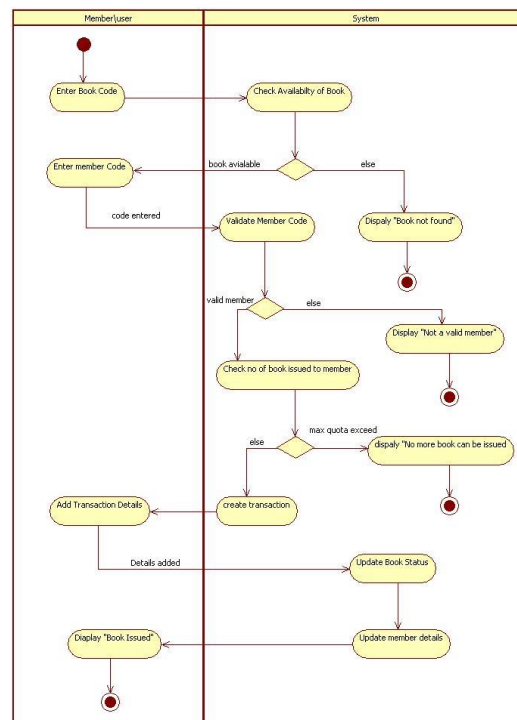 Member\user
System
Enter Book Code
Check Availabilty of Book
Enter member Code
book avialable
else
code entered
Validate Member Code
Dispaly "Book not found"
valid member
else
Display "Not a valid member"
Check no of book issued to member
max quota exceed
else
dispaly "No more book can be issued
Add Transaction Details
create transaction
Details added
Update Book Status
Diaplay "Book Issued"
Update member details